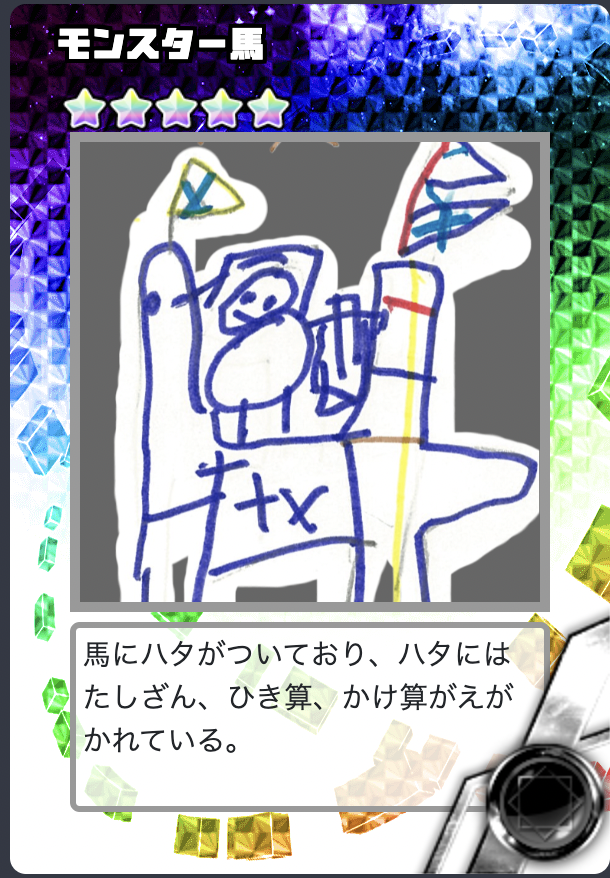 モンスター馬
X
+
+x
馬にハタがついており、ハタには
たしざん、ひき算、かけ算がえが
かれている。